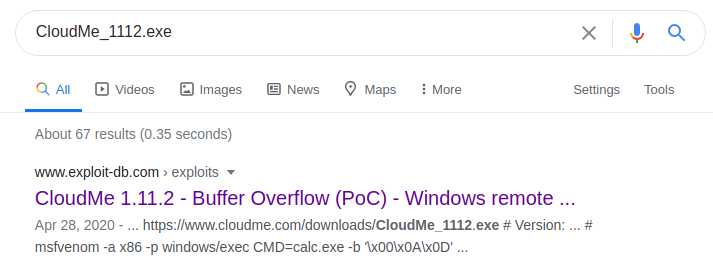 CloudMe_1112.exe
All Videos Images News Maps More Settings Tools
About 67 results (0.35 seconds)
www.exploit-db.com › exploits
CloudMe 1.11.2 - Buffer Overflow (PoC) - Windows remote ...
Apr 28, 2020 - ... https://www.cloudme.com/downloads/CloudMe_1112.exe # Version: ... #
msfvenom -a x86 -p windows/exec CMD=calc.exe -b '\x00\x0A\x0D' ...